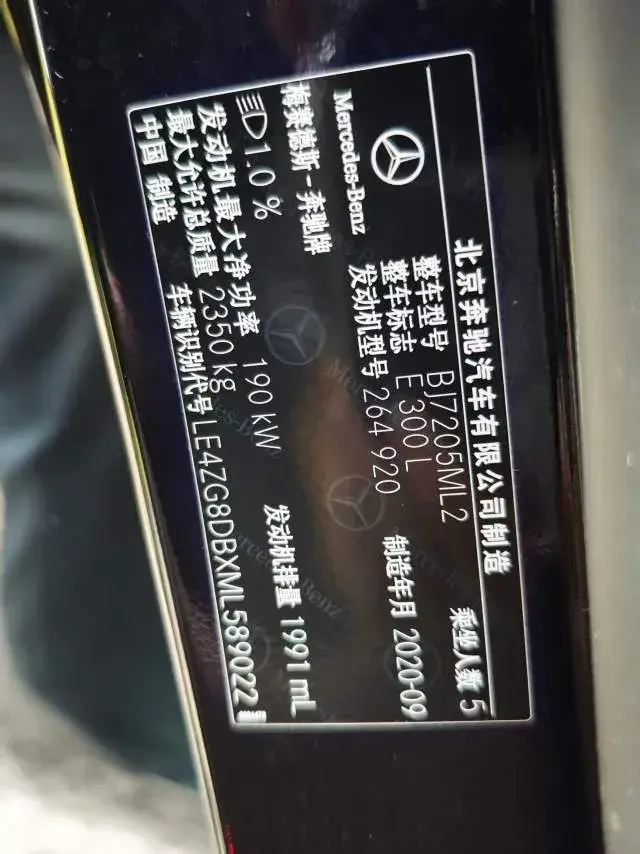 北京奔驰汽车有限公司制造
Mercedes-Benz
梅赛德斯-奔驰牌
整车型号 BJ7205ML2 乘坐人数 5
整车标志 E 300 L
发动机型号 264 920 制造年月 2020-09
1.0 %
发动机最大净功率 190 kW 发动机排量 1991 mL
最大允许总质量 2350 kg
中国 制造 车辆识别代号 LE4ZG8DBXML589022